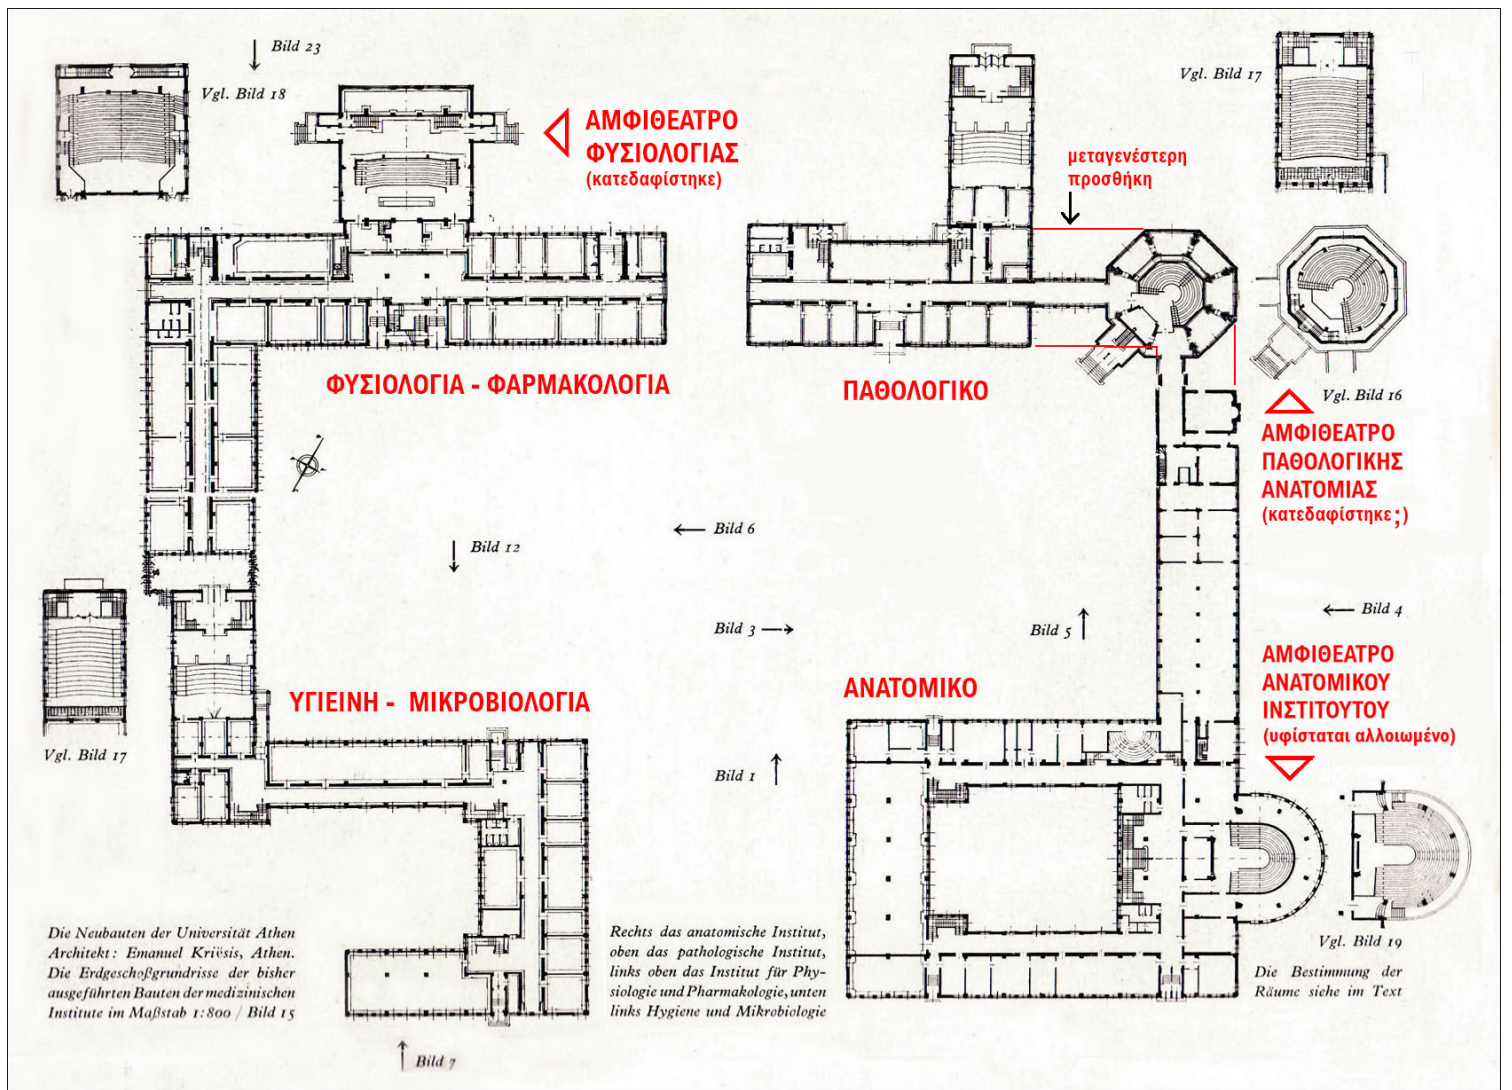 Bild 23
Vgl. Bild 18
Vgl. Bild 17
ΑΜΦΙΘΕΑΤΡΟ
ΦΥΣΙΟΛΟΓΙΑΣ
(κατεδαφίστηκε)
μεταγενέστερη
προσθήκη
ΦΥΣΙΟΛΟΓΙΑ - ΦΑΡΜΑΚΟΛΟΓΙΑ
ΠΑΘΟΛΟΓΙΚΟ
Vgl. Bild 16
ΑΜΦΙΘΕΑΤΡΟ
ΠΑΘΟΛΟΓΙΚΗΣ
ΑΝΑΤΟΜΙΑΣ
(κατεδαφίστηκε;)
Bild 6
Bild 12
Bild 3
Bild 5
Bild 4
ΑΜΦΙΘΕΑΤΡΟ
ΑΝΑΤΟΜΙΚΟΥ
ΙΝΣΤΙΤΟΥΤΟΥ
(υφίσταται αλλοιωμένο)
ΥΓΙΕΙΝΗ - ΜΙΚΡΟΒΙΟΛΟΓΙΑ
ΑΝΑΤΟΜΙΚΟ
Vgl. Bild 17
Bild 1
Die Neubauten der Universität Athen
Architekt: Emanuel Kriësis, Athen.
Die Erdgeschoßgrundrisse der bisher
ausgeführten Bauten der medizinischen
Institute im Maßstab 1:800 / Bild 15
Rechts das anatomische Institut,
oben das pathologische Institut,
links oben das Institut für Phy-
siologie und Pharmakologie, unten
links Hygiene und Mikrobiologie
Vgl. Bild 19
Die Bestimmung der
Räume siehe im Text
Bild 7